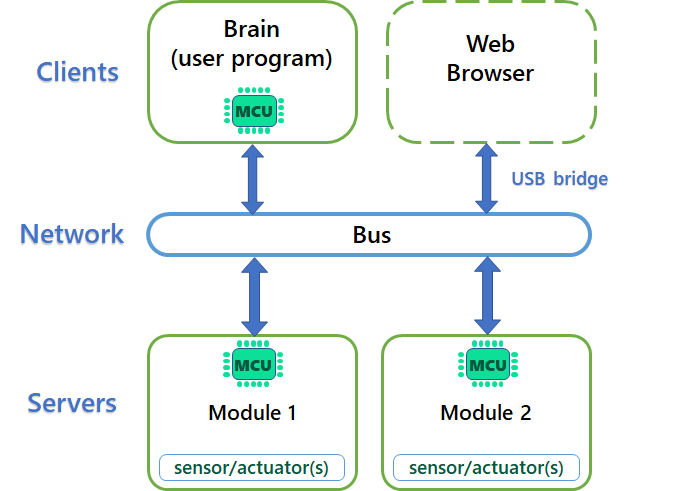 Clients
Brain
(user program)
MCU
Web
Browser
USB bridge
Network
Bus
Servers
MCU
Module 1
sensor/actuator(s)
MCU
Module 2
sensor/actuator(s)